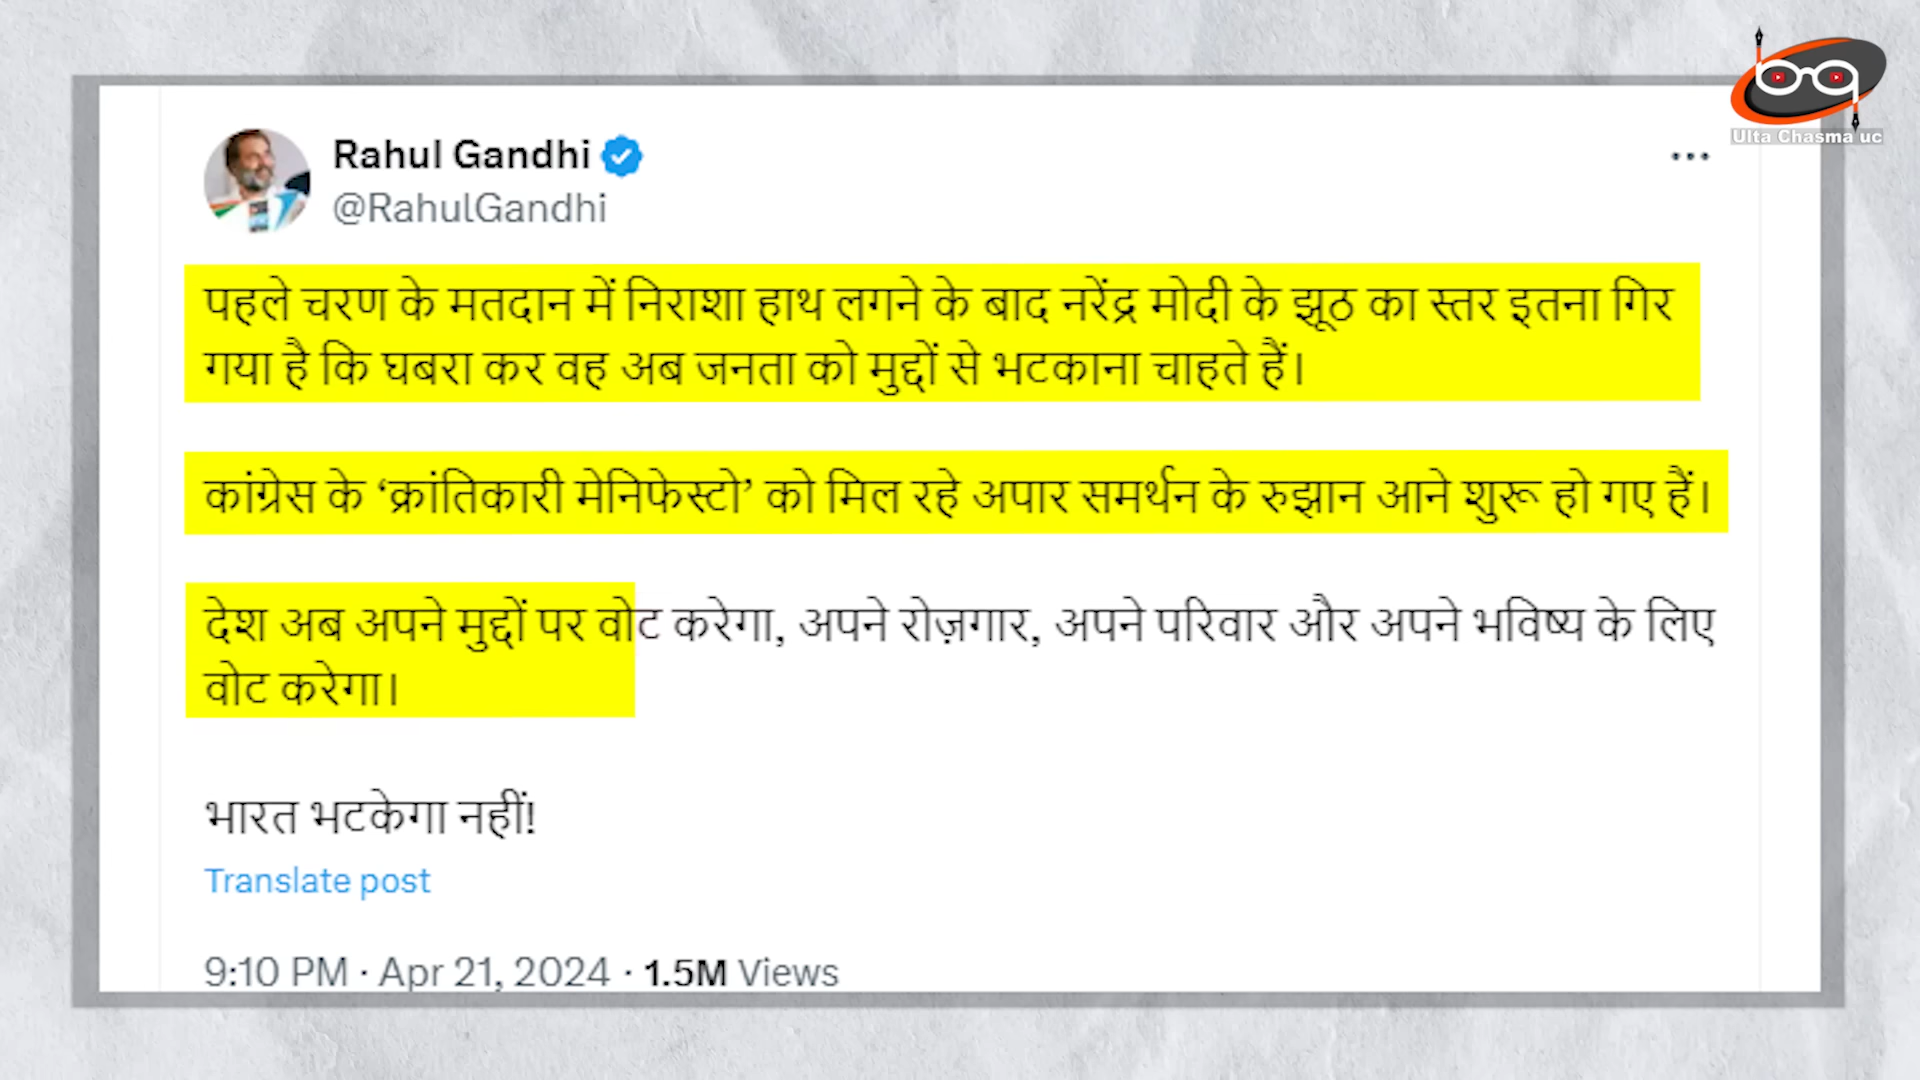 Ulta Chasma uc
Rahul Gandhi
@RahulGandhi
पहले चरण के मतदान में निराशा हाथ लगने के बाद नरेंद्र मोदी के झूठ का स्तर इतना गिर
गया है कि घबरा कर वह अब जनता को मुद्दों से भटकाना चाहते हैं।
कांग्रेस के ‘क्रांतिकारी मेनिफेस्टो’ को मिल रहे अपार समर्थन के रुझान आने शुरू हो गए हैं।
देश अब अपने मुद्दों पर वोट करेगा, अपने रोज़गार, अपने परिवार और अपने भविष्य के लिए
वोट करेगा।
भारत भटकेगा नहीं!
Translate post
9:10 PM · Apr 21, 2024 · 1.5M Views